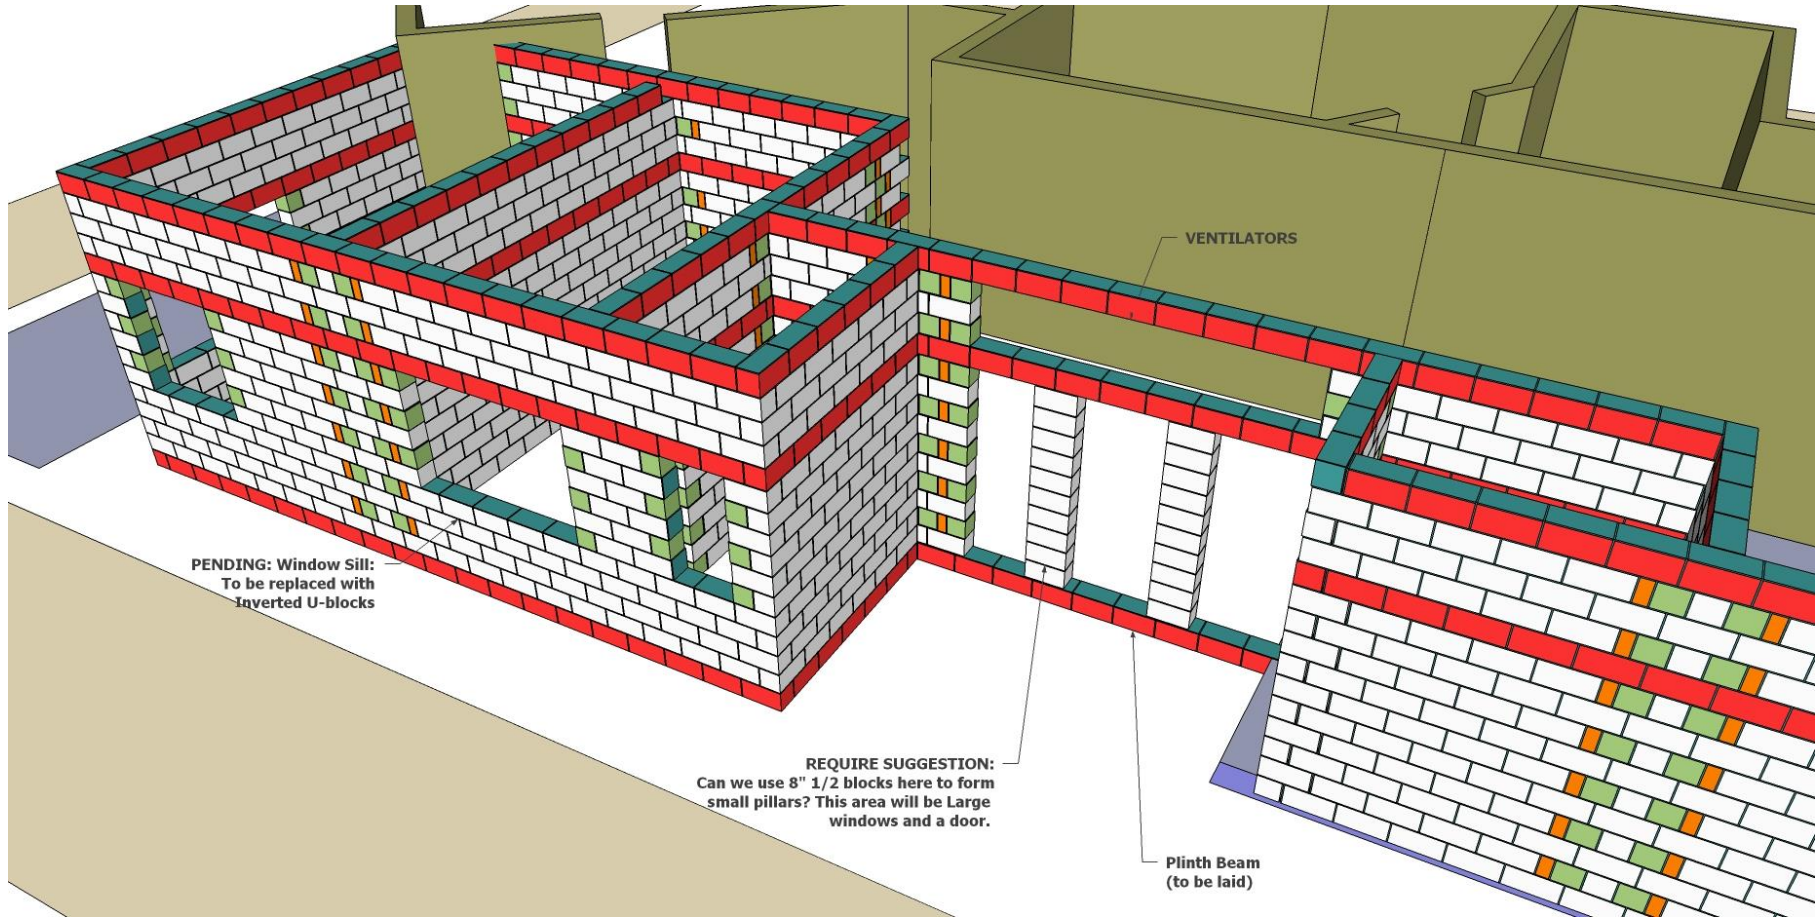 VENTILATORS
PENDING: Window Sill:
To be replaced with
Inverted U-blocks
REQUIRE SUGGESTION:
Can we use 8" 1/2 blocks here to form
small pillars? This area will be Large
windows and a door.
Plinth Beam
(to be laid)